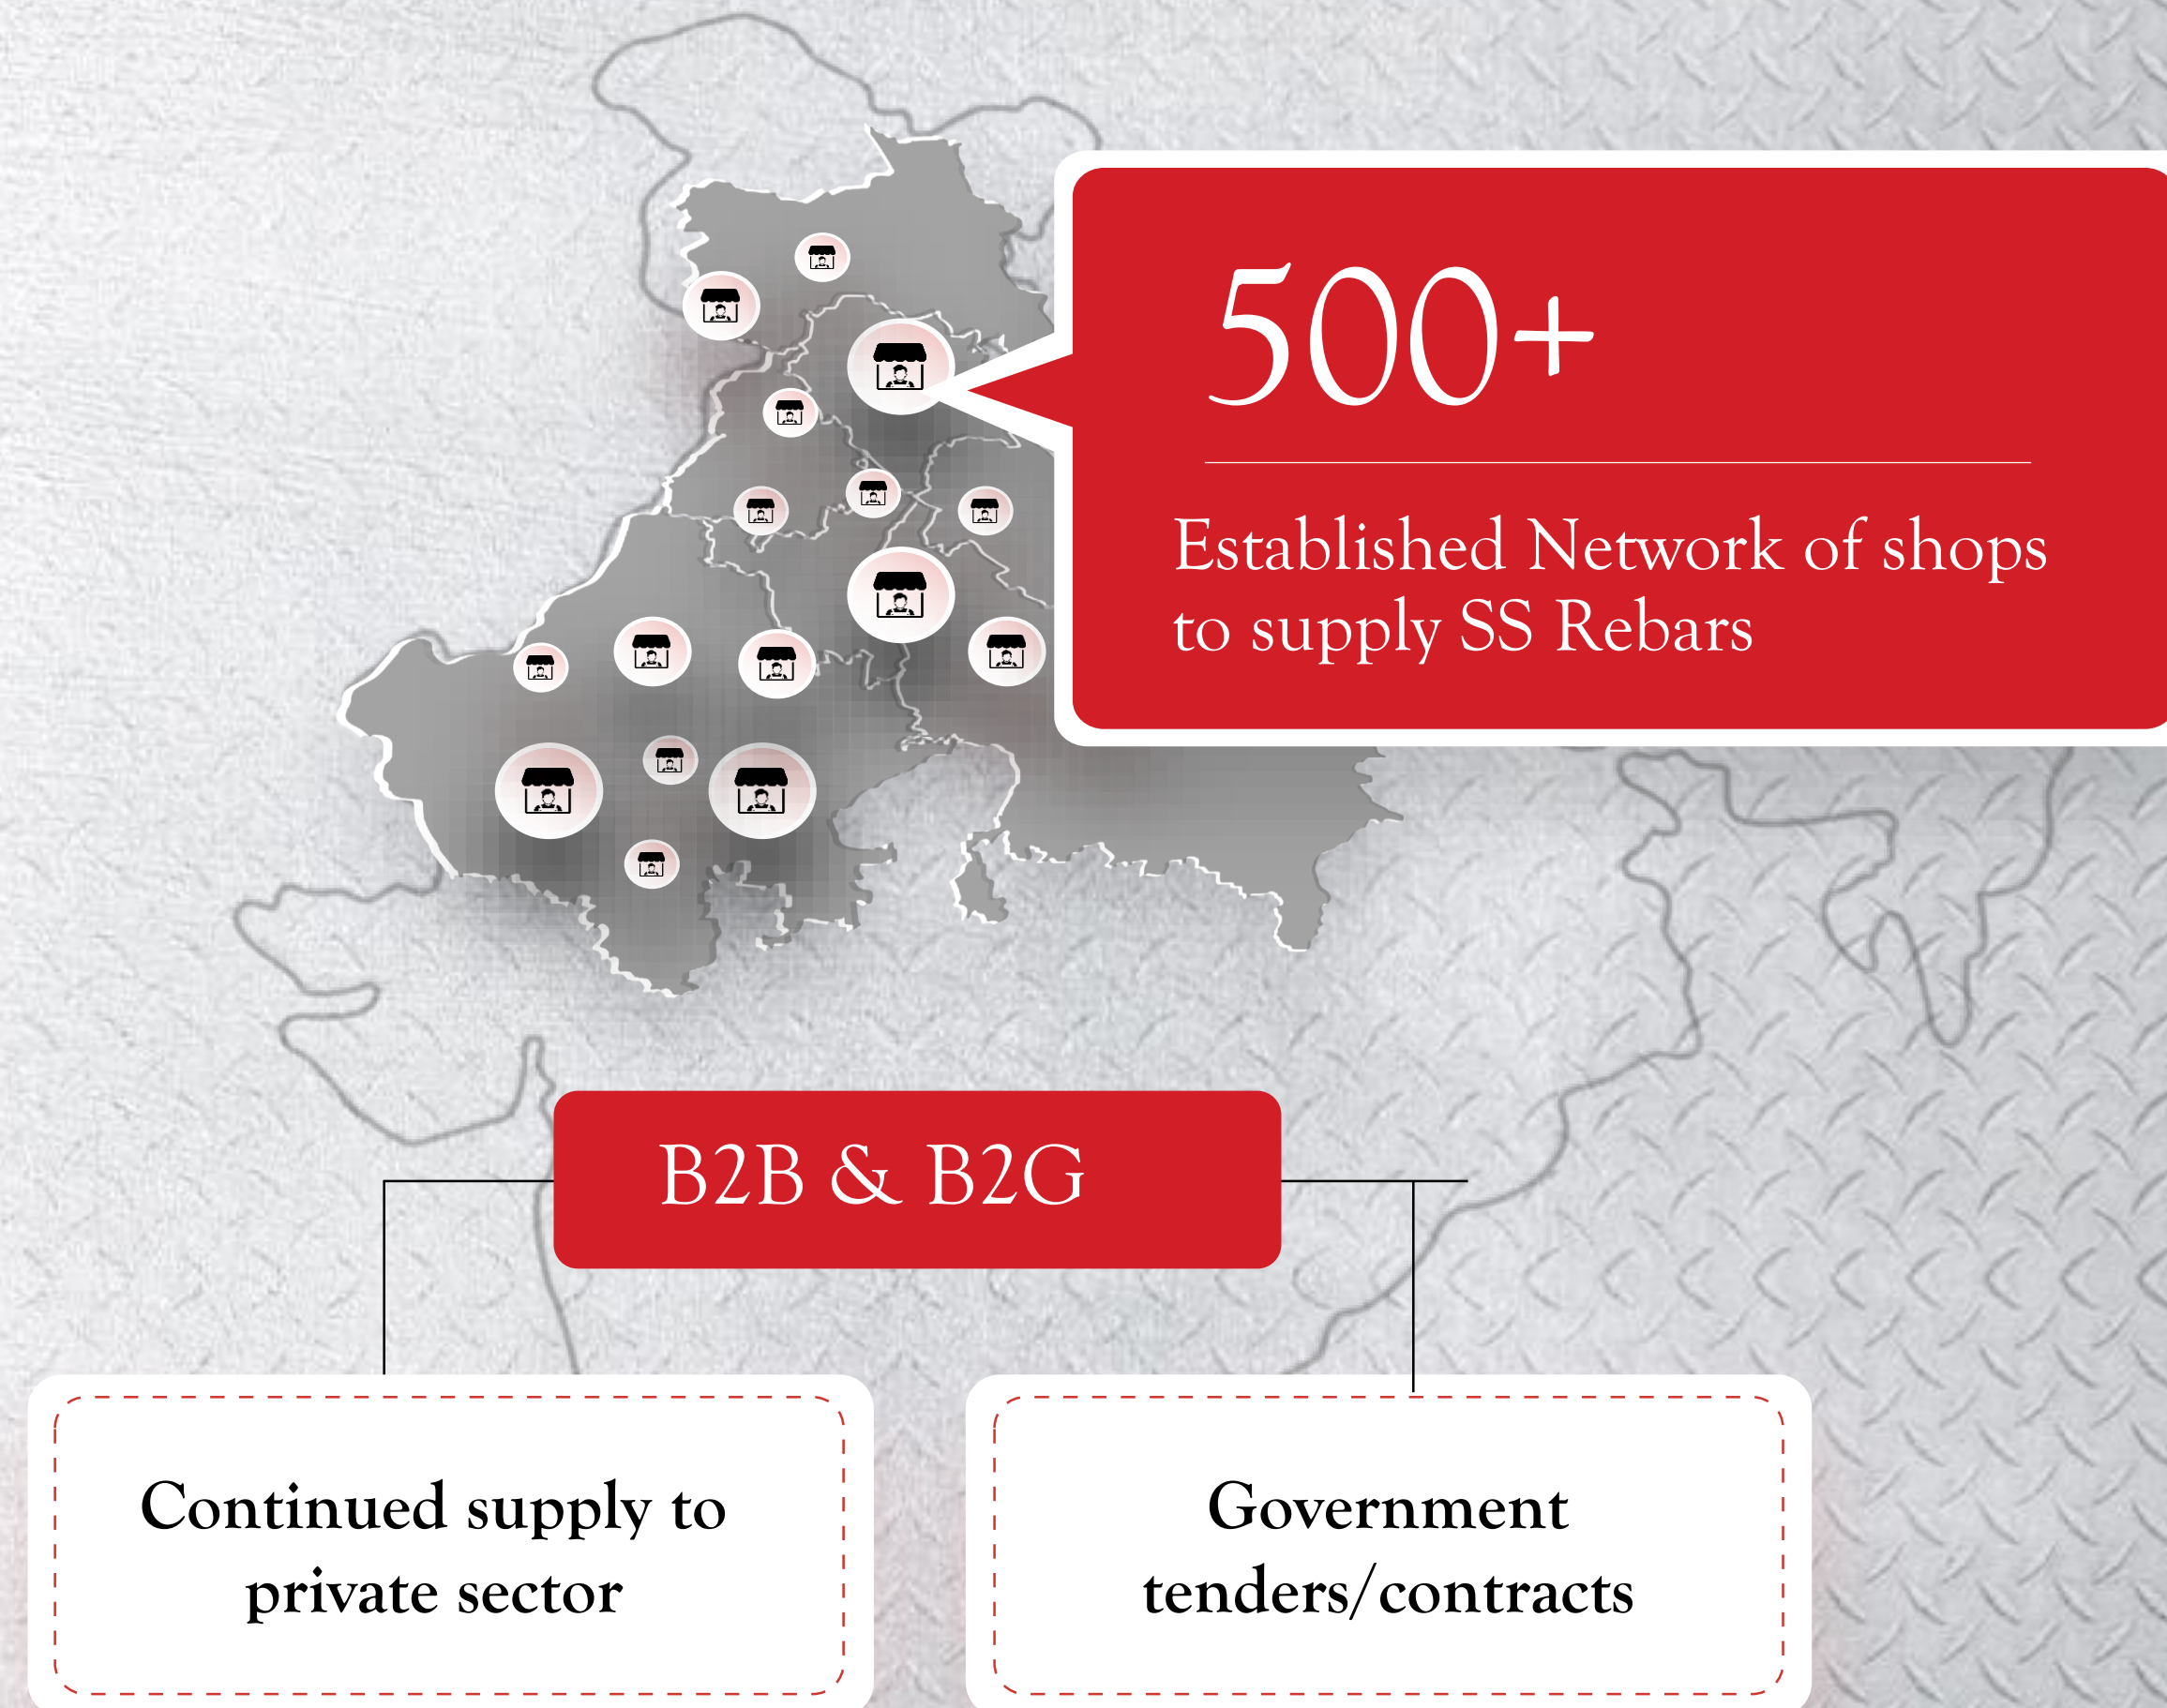 500+
Established Network of shops
to supply SS Rebars
B2B & B2G
Continued supply to
private sector
Government
tenders/contracts